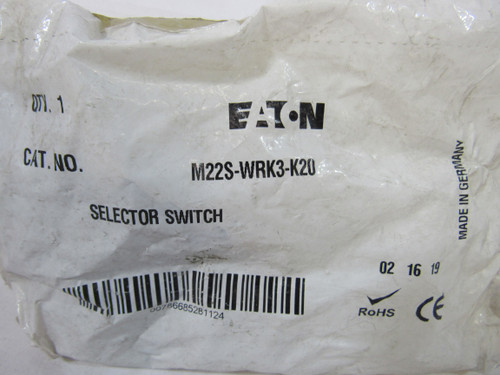 QTY. 1
EATON
CAT. NO.
M22S-WRK3-K20
SELECTOR SWITCH
MADE IN GERMANY
02 16 19
RoHS
CE